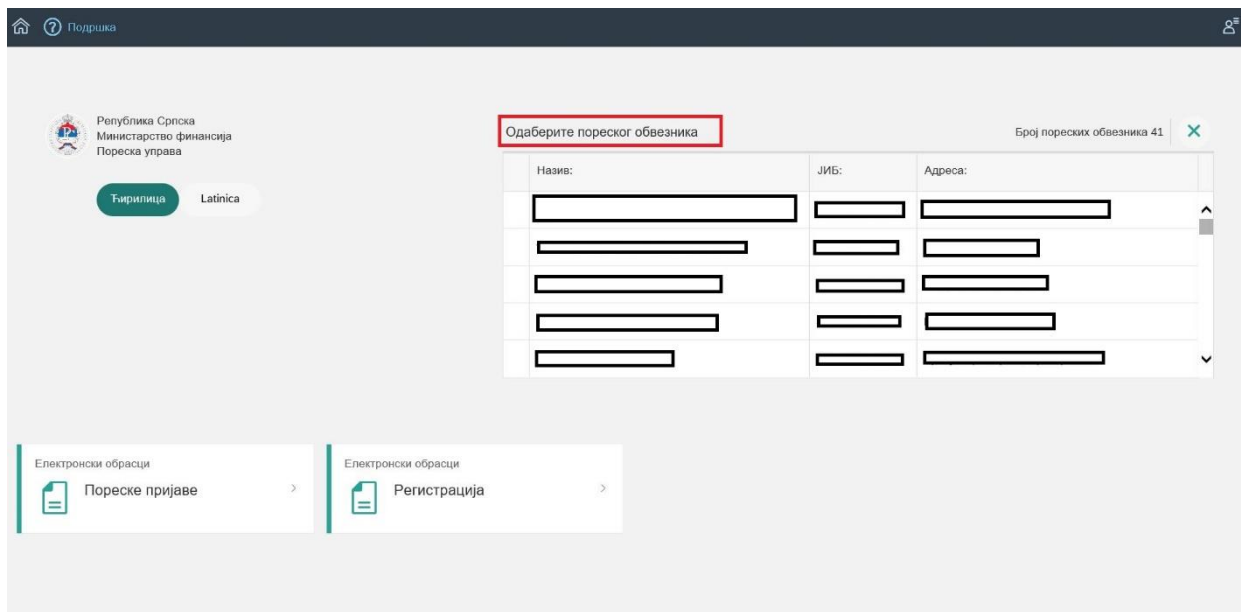 Подршка
Република Српска
Министарство финансија
Пореска управа
Ћирилица
Latinica
Одаберите пореског обвезника
Број пореских обвезника 41
Назив:
ЈИБ:
Адреса:
Електронски обрасци
Пореске пријаве
Електронски обрасци
Регистрација